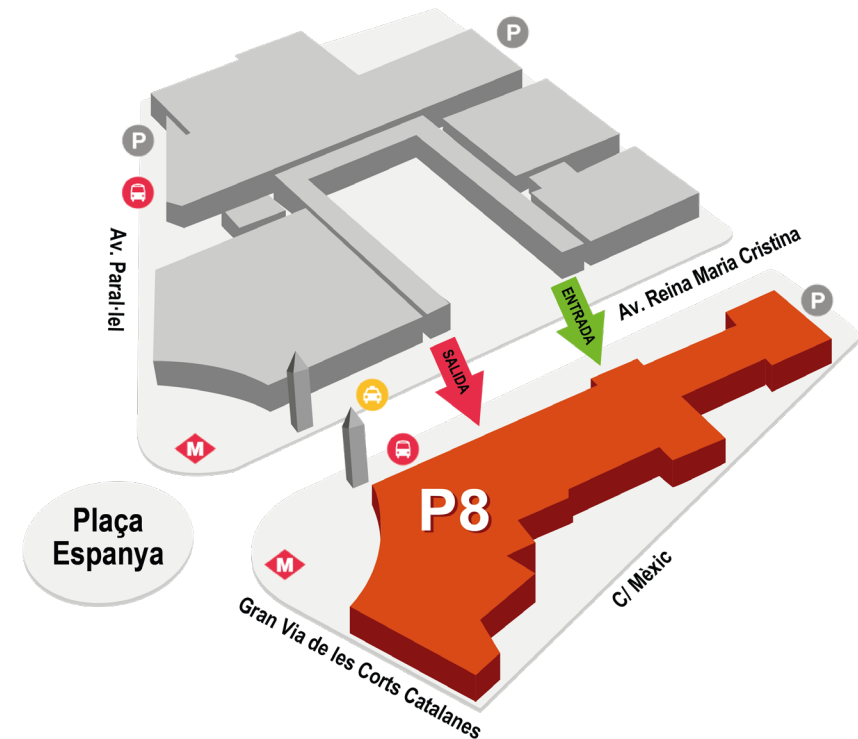 P
P
Av. Paral·lel
Av. Reina Maria Cristina
ENTRADA
P
SALIDA
M
P8
Plaça
Espanya
M
C/ Mèxic
Gran Via de les Corts Catalanes